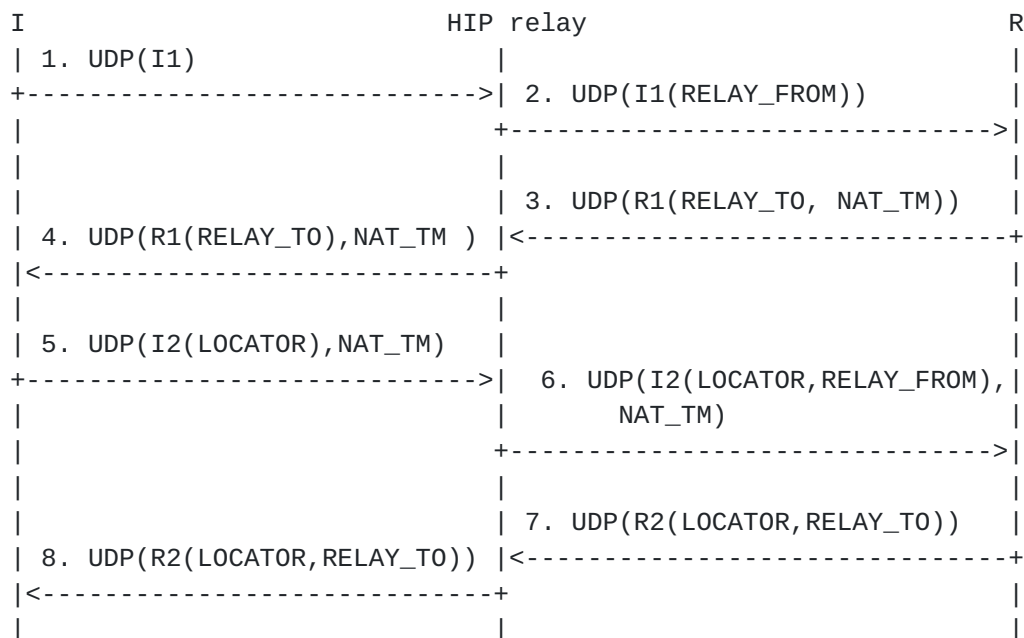 I HIP relay R
1. UDP(I1)
2. UDP(I1(RELAY_FROM))
3. UDP(R1(RELAY_TO, NAT_TM))
4. UDP(R1(RELAY_TO),NAT_TM )
5. UDP(I2(LOCATOR),NAT_TM)
6. UDP(I2(LOCATOR,RELAY_FROM),
NAT_TM)
7. UDP(R2(LOCATOR,RELAY_TO))
8. UDP(R2(LOCATOR,RELAY_TO))